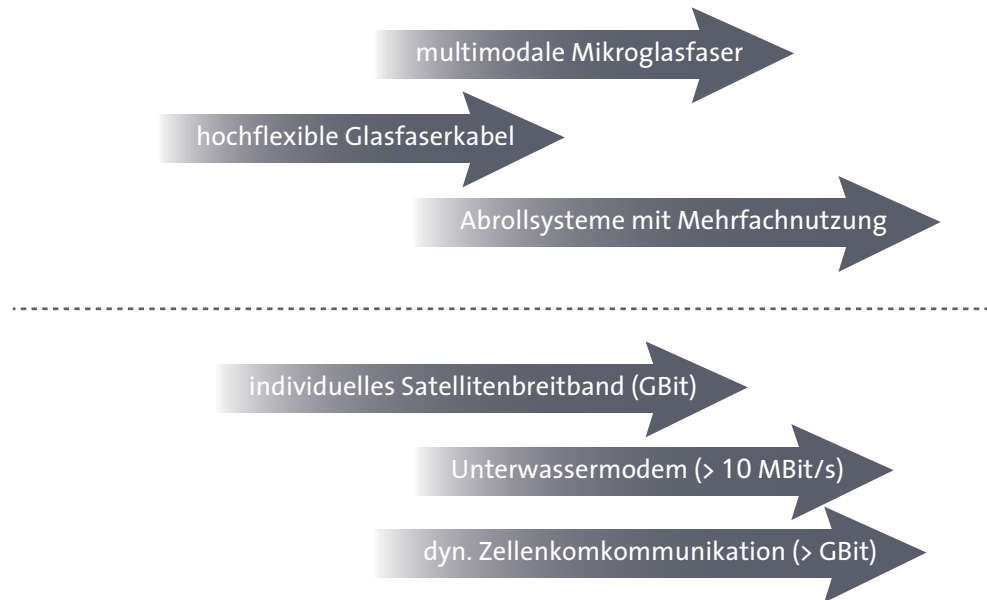 multimodale Mikroglasfaser
hochflexible Glasfaserkabel
Abrollsysteme mit Mehrfachnutzung
individuelles Satellitenbreitband (GBit)
Unterwassermodem (> 10 MBit/s)
dyn. Zellenkomkommunikation (> GBit)